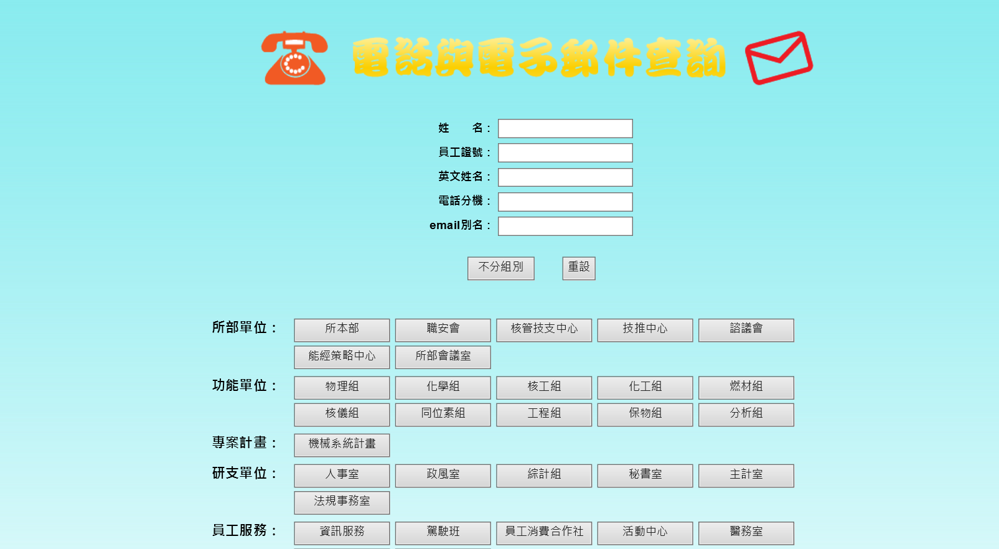 電話與電子郵件查詢
姓　　名：
員工證號：
英文姓名：
電話分機：
email別名：
不分組別 重設
所部單位： 所本部 職安會 核管技支中心 技推中心 諮議會
能經策略中心 所部會議室
功能單位： 物理組 化學組 核工組 化工組 燃材組
核儀組 同位素組 工程組 保物組 分析組
專案計畫： 機械系統計畫
研支單位： 人事室 政風室 綜計組 秘書室 主計室
法規事務室
員工服務： 資訊服務 駕駛班 員工消費合作社 活動中心 醫務室